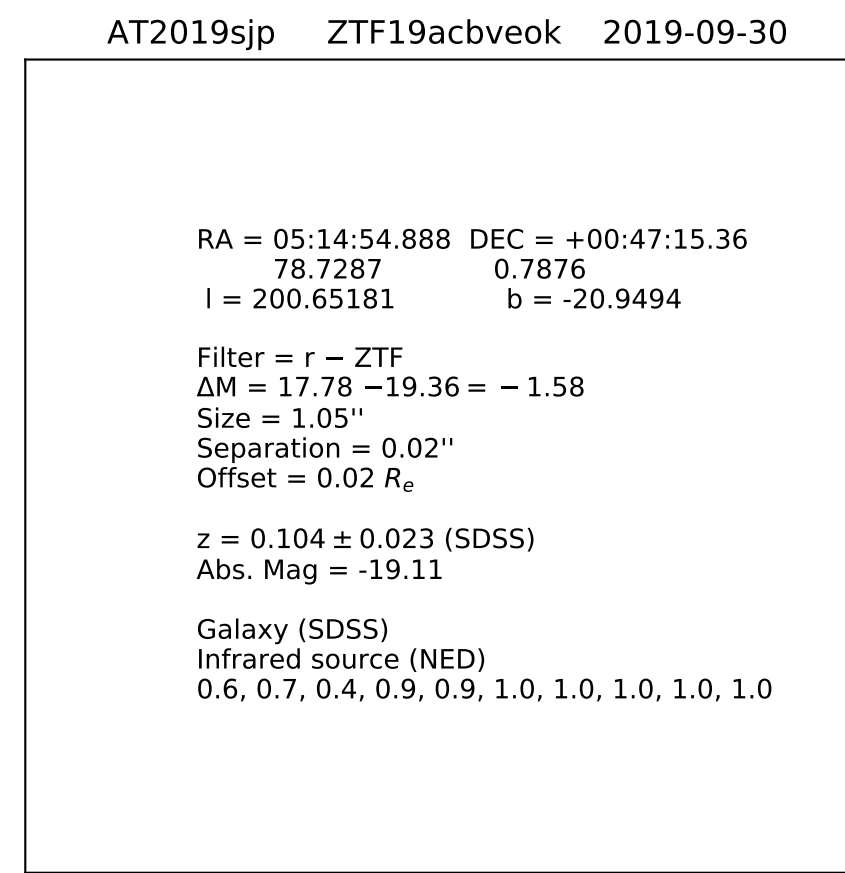 AT2019sjp ZTF19acbveok 2019-09-30
RA = 05:14:54.888 DEC = +00:47:15.36
78.7287 0.7876
l = 200.65181 b = -20.9494
Filter = r − ZTF
ΔM = 17.78 −19.36 = − 1.58
Size = 1.05''
Separation = 0.02''
Offset = 0.02 Rₑ
z = 0.104 ± 0.023 (SDSS)
Abs. Mag = -19.11
Galaxy (SDSS)
Infrared source (NED)
0.6, 0.7, 0.4, 0.9, 0.9, 1.0, 1.0, 1.0, 1.0, 1.0